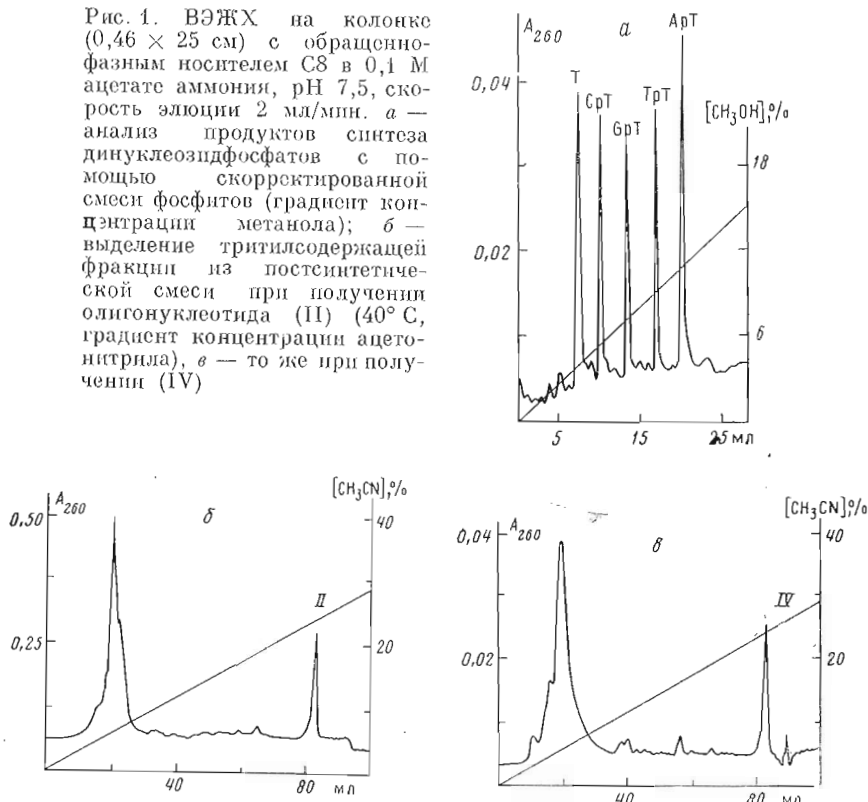 Рис. 1. ВЭЖХ на колонке
(0,46 × 25 см) с обращенно-
фазным носителем С8 в 0,1 М
ацетате аммония, рН 7,5, ско-
рость элюции 2 мл/мин. а —
анализ продуктов синтеза
динуклеозидфосфатов с по-
мощью скорректированной
смеси фосфитов (градиент кон-
центрации метанола); б —
выделение тритилсодержащей
фракции из постсинтетиче-
ской смеси при получении
олигонуклеотида (II) (40° С,
градиент концентрации ацето-
нитрила), в — то же при полу-
чении (IV)
A260 а ApT
0,04 T CpT GpT TpT [CH3OH],%
18
0,02
6
5 15 25 мл
A260 б [CH3CN],%
0,50 40
II
0,25 20
40 80 мл
A260 в [CH3CN],%
0,04 40
IV
0,02 20
40 80 мл